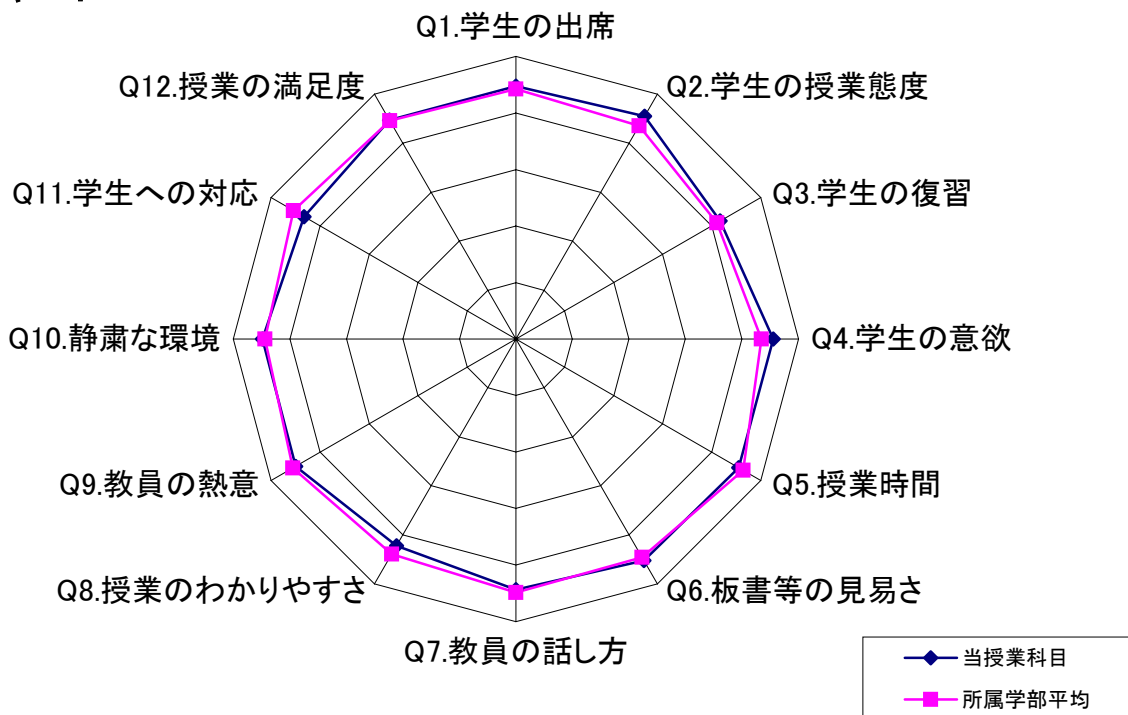 Q1.学生の出席
Q2.学生の授業態度
Q3.学生の復習
Q4.学生の意欲
Q5.授業時間
Q6.板書等の見易さ
Q7.教員の話し方
Q8.授業のわかりやすさ
Q9.教員の熱意
Q10.静粛な環境
Q11.学生への対応
Q12.授業の満足度
当授業科目
所属学部平均